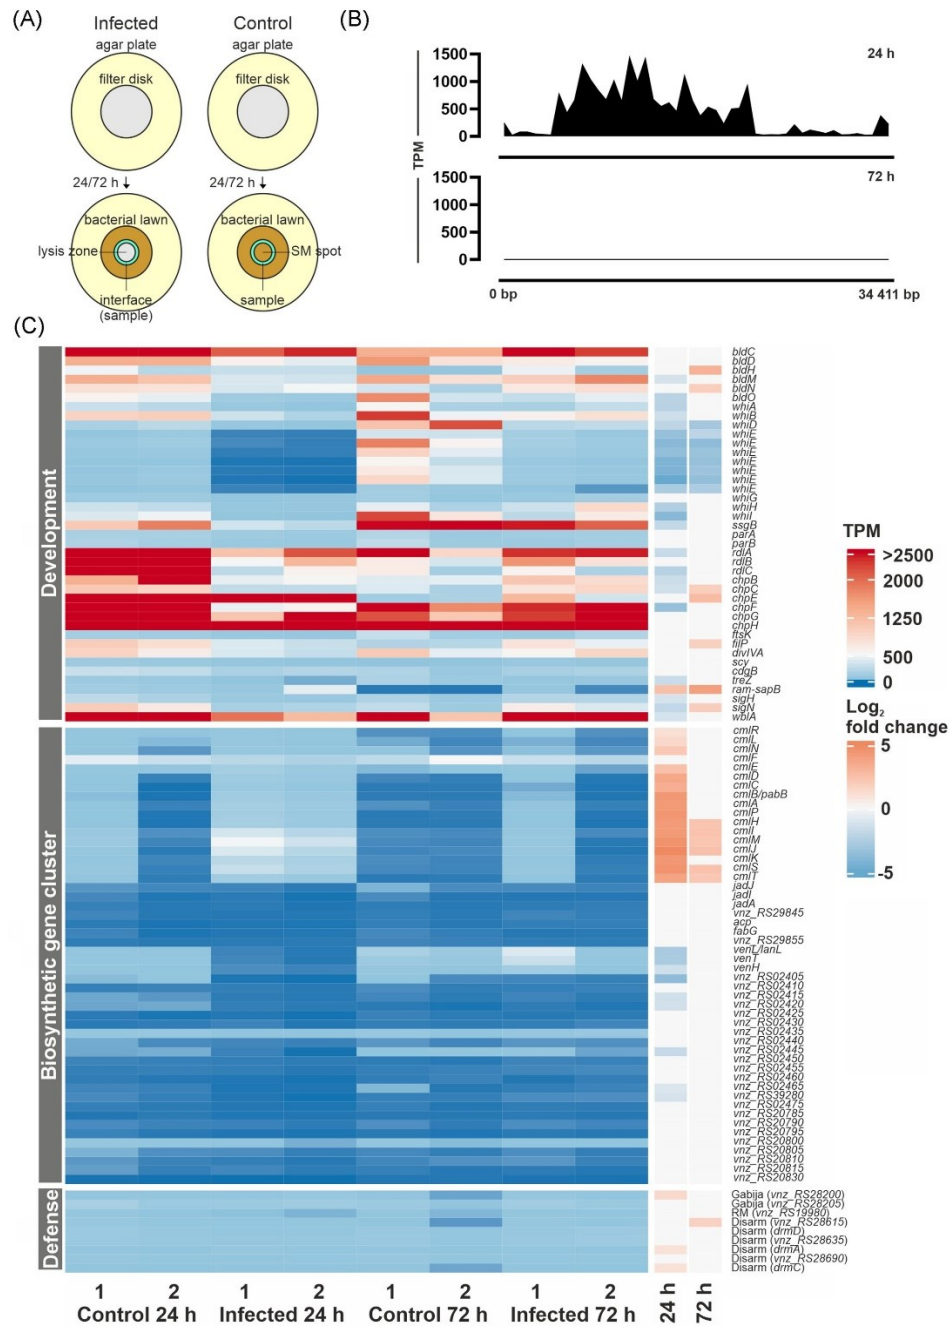 (A)
Infected
Control
agar plate
agar plate
filter disk
filter disk
24/72 h
24/72 h
bacterial lawn
bacterial lawn
lysis zone
SM spot
interface
(sample)
sample
(B)
TPM
1500
1000
500
0
24 h
1500
1000
500
0
72 h
0 bp
34 411 bp
(C)
Development
bldC
bldD
bldH
bldM
bldN
bldO
whiA
whiB
whiD
whiE
whiE
whiE
whiE
whiE
whiE
whiE
whiG
whiH
whiI
ssgB
parA
parB
rdlA
rdlB
rdlC
chpB
chpC
chpE
chpF
chpG
chpH
ftsK
filP
divIVA
scy
cdgB
treZ
ram-sapB
sigH
sigN
wblA
Biosynthetic gene cluster
cmlR
cmlL
cmlN
cmlF
cmlE
cmlD
cmlC
cmlB/pabB
cmlA
cmlP
cmlH
cmlI
cmlM
cmlJ
cmlK
cmlS
cmlT
jadJ
jadI
jadA
vnz_RS29845
acp
fabG
vnz_RS29855
venL/lanL
venT
venH
vnz_RS02405
vnz_RS02410
vnz_RS02415
vnz_RS02420
vnz_RS02425
vnz_RS02430
vnz_RS02435
vnz_RS02440
vnz_RS02445
vnz_RS02450
vnz_RS02455
vnz_RS02460
vnz_RS02465
vnz_RS39280
vnz_RS02475
vnz_RS20785
vnz_RS20790
vnz_RS20795
vnz_RS20800
vnz_RS20805
vnz_RS20810
vnz_RS20815
vnz_RS20830
Defense
Gabija (vnz_RS28200)
Gabija (vnz_RS28205)
RM (vnz_RS19980)
Disarm (vnz_RS28615)
Disarm (drmD)
Disarm (vnz_RS28635)
Disarm (drmA)
Disarm (vnz_RS28690)
Disarm (drmC)
1 2 1 2 1 2 1 2
Control 24 h Infected 24 h Control 72 h Infected 72 h
24 h
72 h
TPM
>2500
2000
1250
500
0
Log₂
fold change
5
0
-5